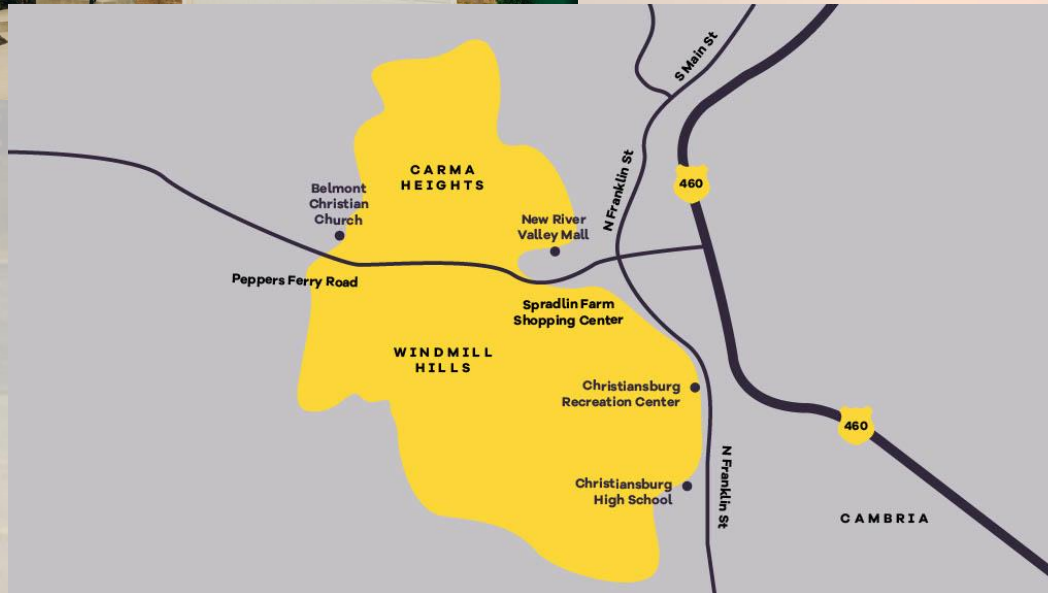 S Main St
CARMA
HEIGHTS
460
N Franklin St
Belmont
Christian
Church
New River
Valley Mall
Peppers Ferry Road
Spradlin Farm
Shopping Center
WINDMILL
HILLS
Christiansburg
Recreation Center
460
N Franklin St
Christiansburg
High School
CAMBRIA